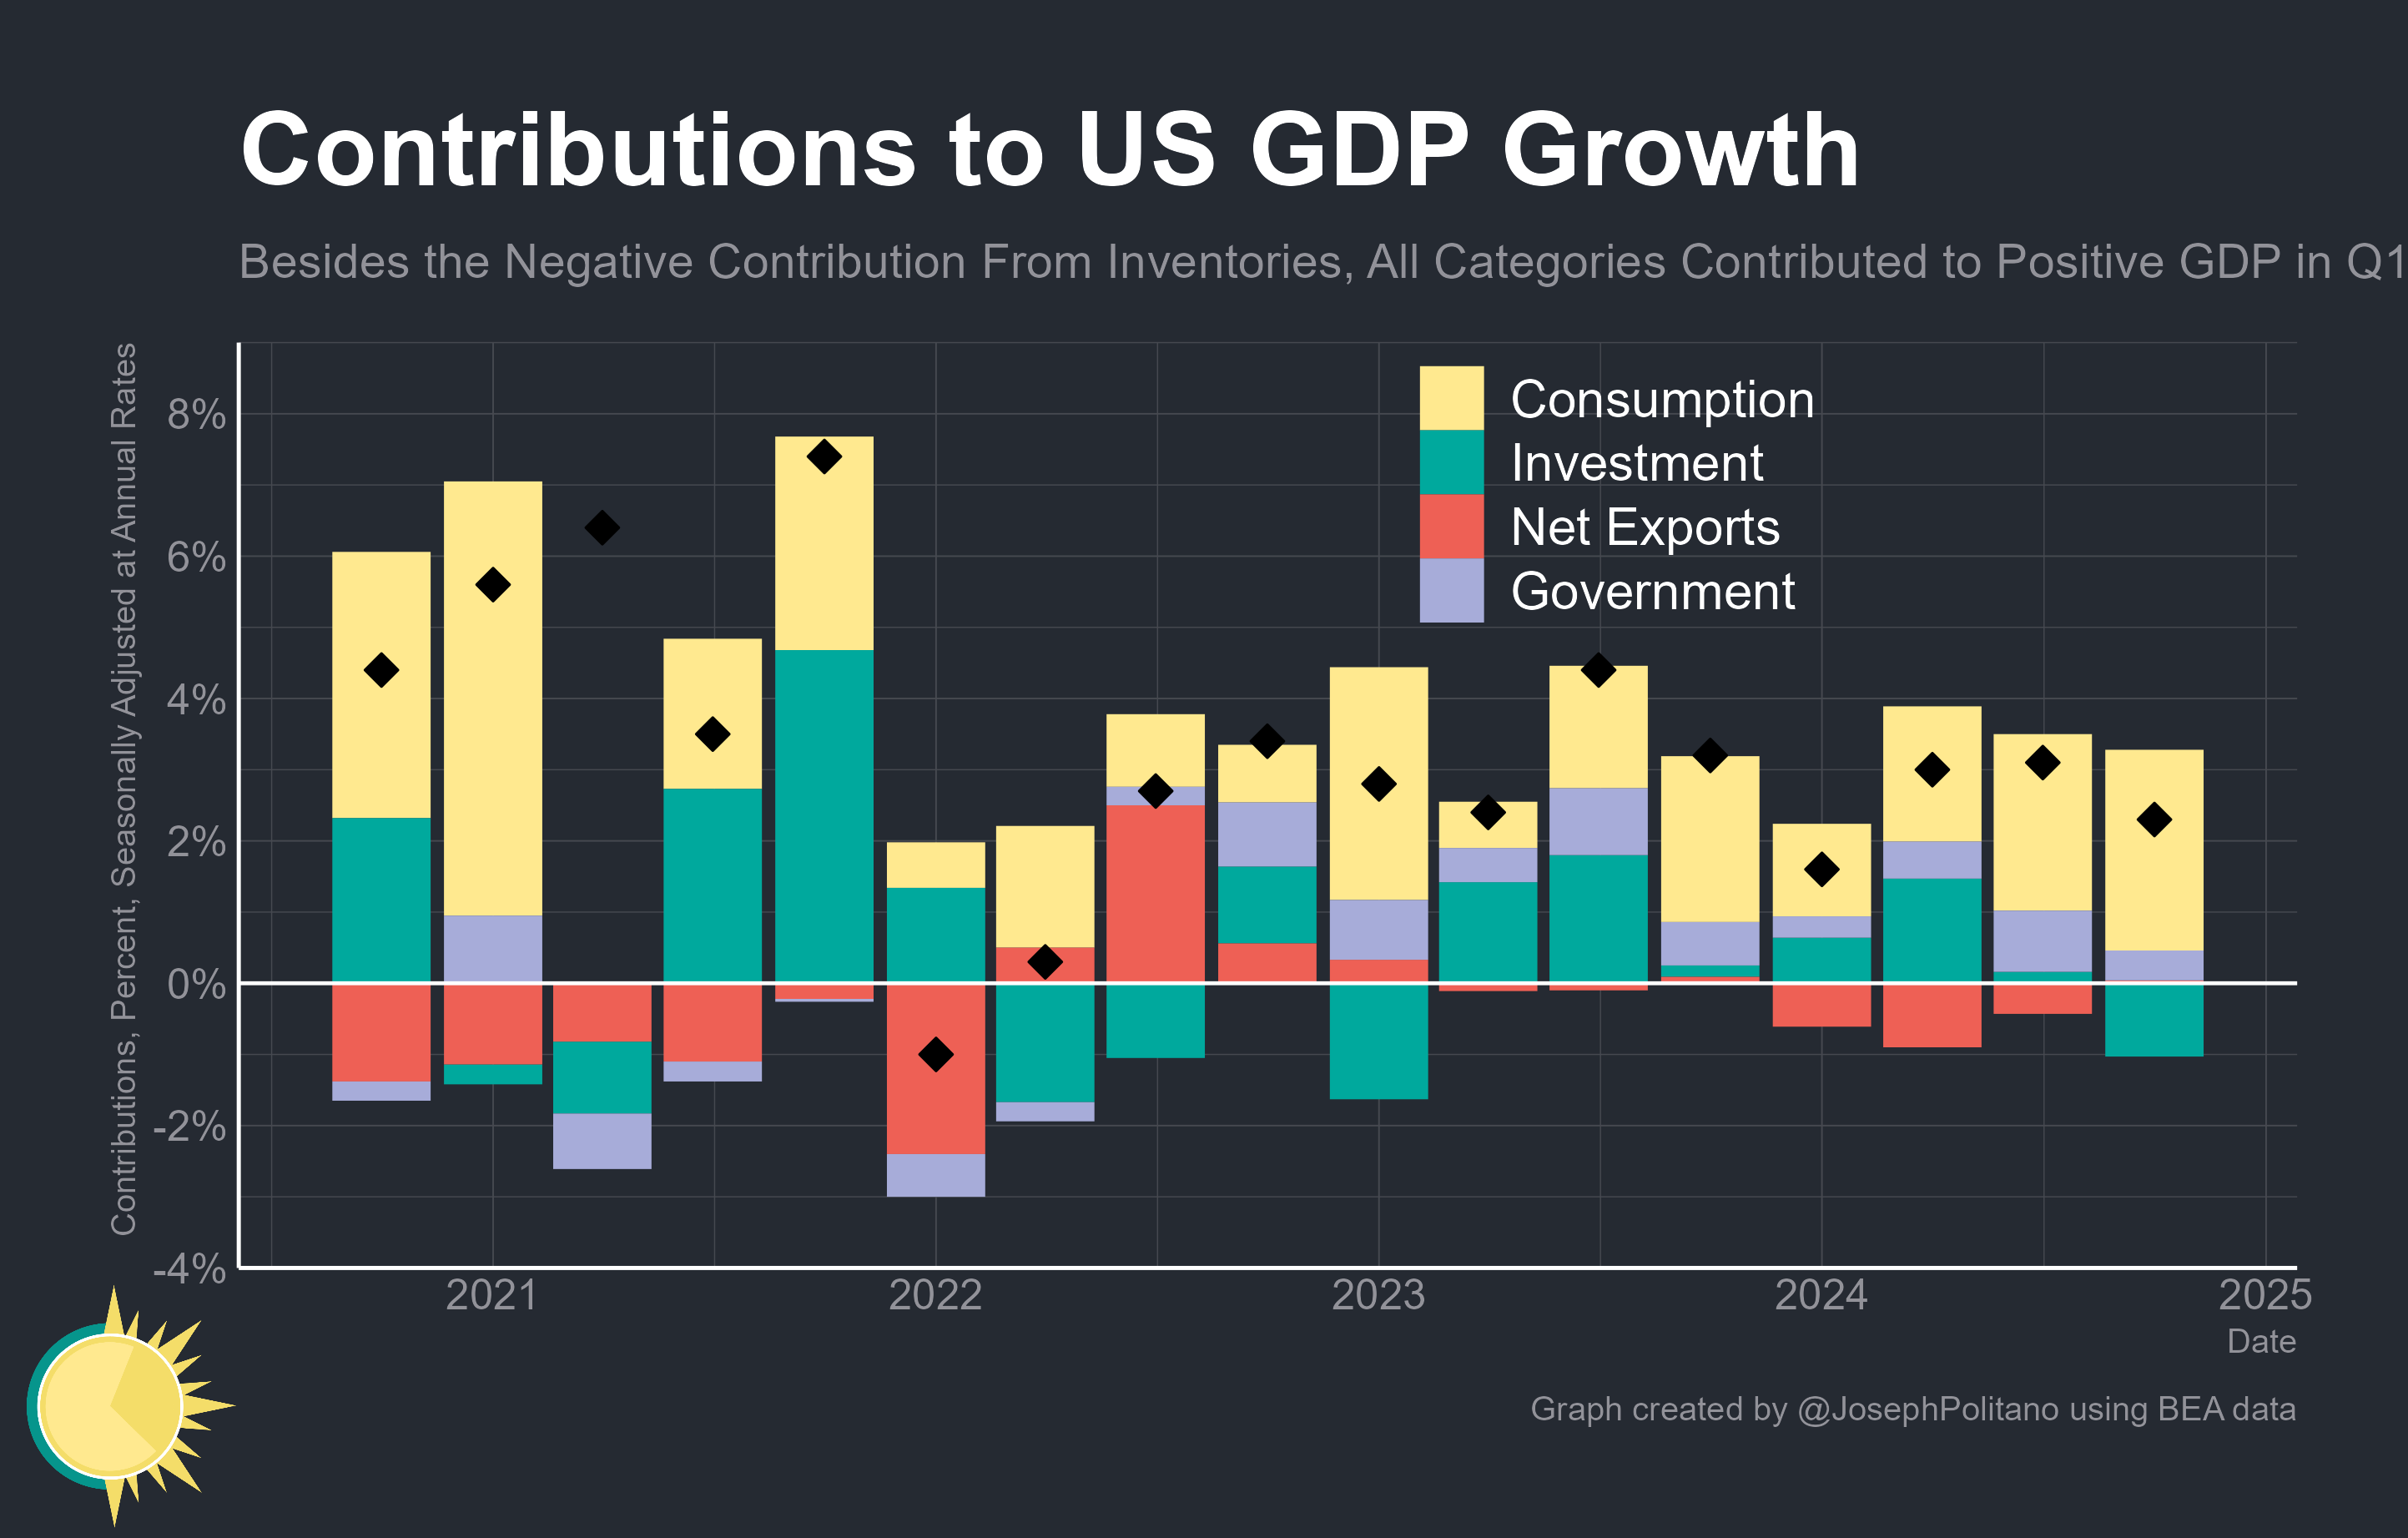 Contributions to US GDP Growth
Besides the Negative Contribution From Inventories, All Categories Contributed to Positive GDP in Q1
Contributions, Percent, Seasonally Adjusted at Annual Rates
8%
6%
4%
2%
0%
-2%
-4%
Consumption
Investment
Net Exports
Government
2021
2022
2023
2024
2025
Date
Graph created by @JosephPolitano using BEA data